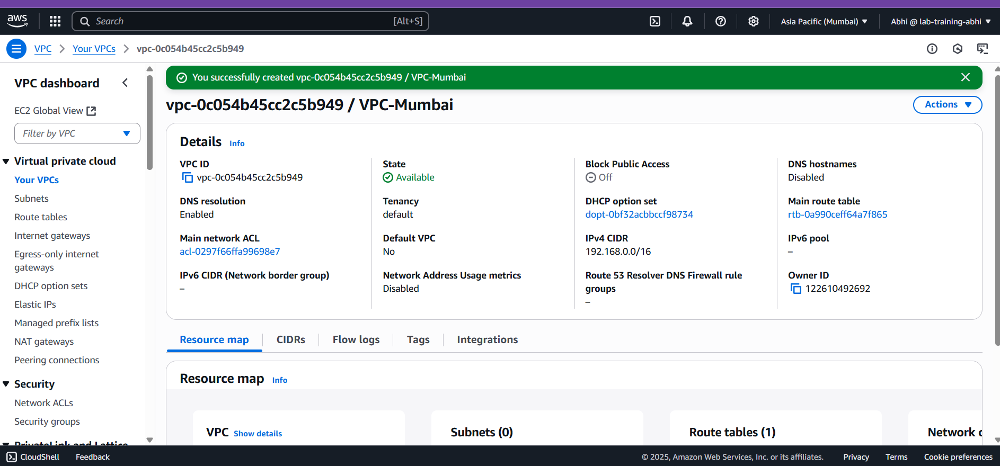 aws
Search
[Alt+S]
Asia Pacific (Mumbai)
Abhi @ lab-training-abhi
VPC
Your VPCs
vpc-0c054b45cc2c5b949
VPC dashboard
EC2 Global View
Filter by VPC
Virtual private cloud
Your VPCs
Subnets
Route tables
Internet gateways
Egress-only internet
gateways
DHCP option sets
Elastic IPs
Managed prefix lists
NAT gateways
Peering connections
Security
Network ACLs
Security groups
PrivateLink and Lattice
You successfully created vpc-0c054b45cc2c5b949 / VPC-Mumbai
vpc-0c054b45cc2c5b949 / VPC-Mumbai
Actions
Details Info
VPC ID
vpc-0c054b45cc2c5b949
State
Available
Block Public Access
Off
DNS hostnames
Disabled
DNS resolution
Enabled
Tenancy
default
DHCP option set
dopt-0bf32acbbccf98734
Main route table
rtb-0a990ceff64a7f865
Main network ACL
acl-0297f66ffa99698e7
Default VPC
No
IPv4 CIDR
192.168.0.0/16
IPv6 pool
–
IPv6 CIDR (Network border group)
–
Network Address Usage metrics
Disabled
Route 53 Resolver DNS Firewall rule
groups
–
Owner ID
122610492692
Resource map
CIDRs
Flow logs
Tags
Integrations
Resource map Info
VPC Show details
Subnets (0)
Route tables (1)
Network
CloudShell
Feedback
© 2025, Amazon Web Services, Inc. or its affiliates.
Privacy
Terms
Cookie preferences